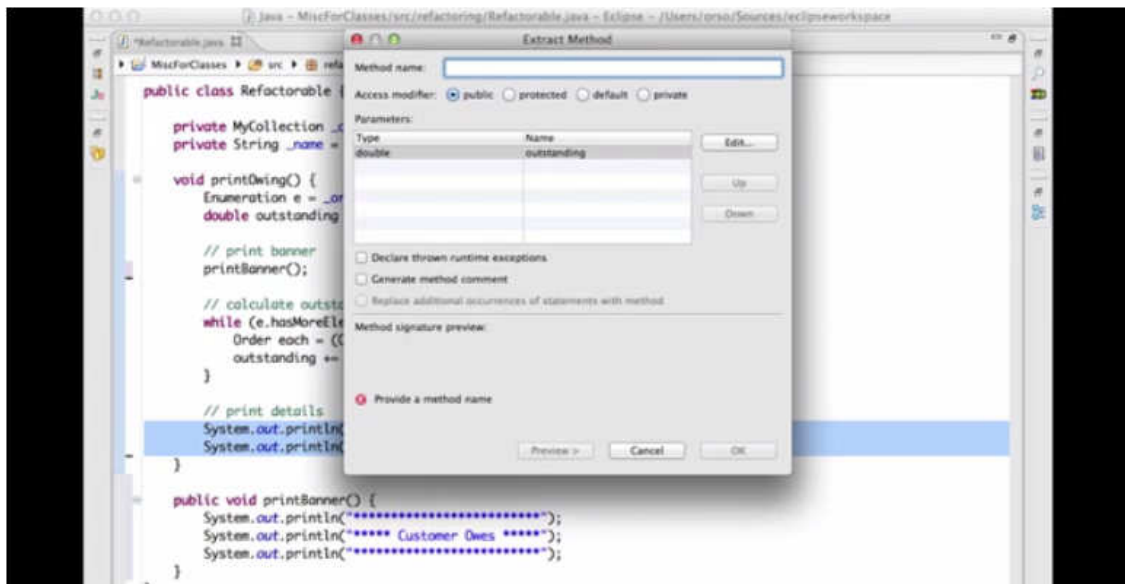 Java - MiscForClasses/src/refactoring/Refactorable.java - Eclipse - /Users/orso/Sources/eclipseworkspace
*Refactorable.java
MiscForClasses src refa
public class Refactorable {
private MyCollection _o
private String _name =
void printOwing() {
Enumeration e = _or
double outstanding
// print banner
printBanner();
// calculate outsta
while (e.hasMoreEle
Order each = (O
outstanding +=
}
// print details
System.out.println(
System.out.println(
}
public void printBanner() {
System.out.println("**************************");
System.out.println("***** Customer Owes *****");
System.out.println("**************************");
}
Extract Method
Method name:
Access modifier: public protected default private
Parameters:
Type Name
double outstanding
Edit...
Up
Down
Declare thrown runtime exceptions
Generate method comment
Replace additional occurrences of statements with method
Method signature preview:
Provide a method name
Preview > Cancel OK